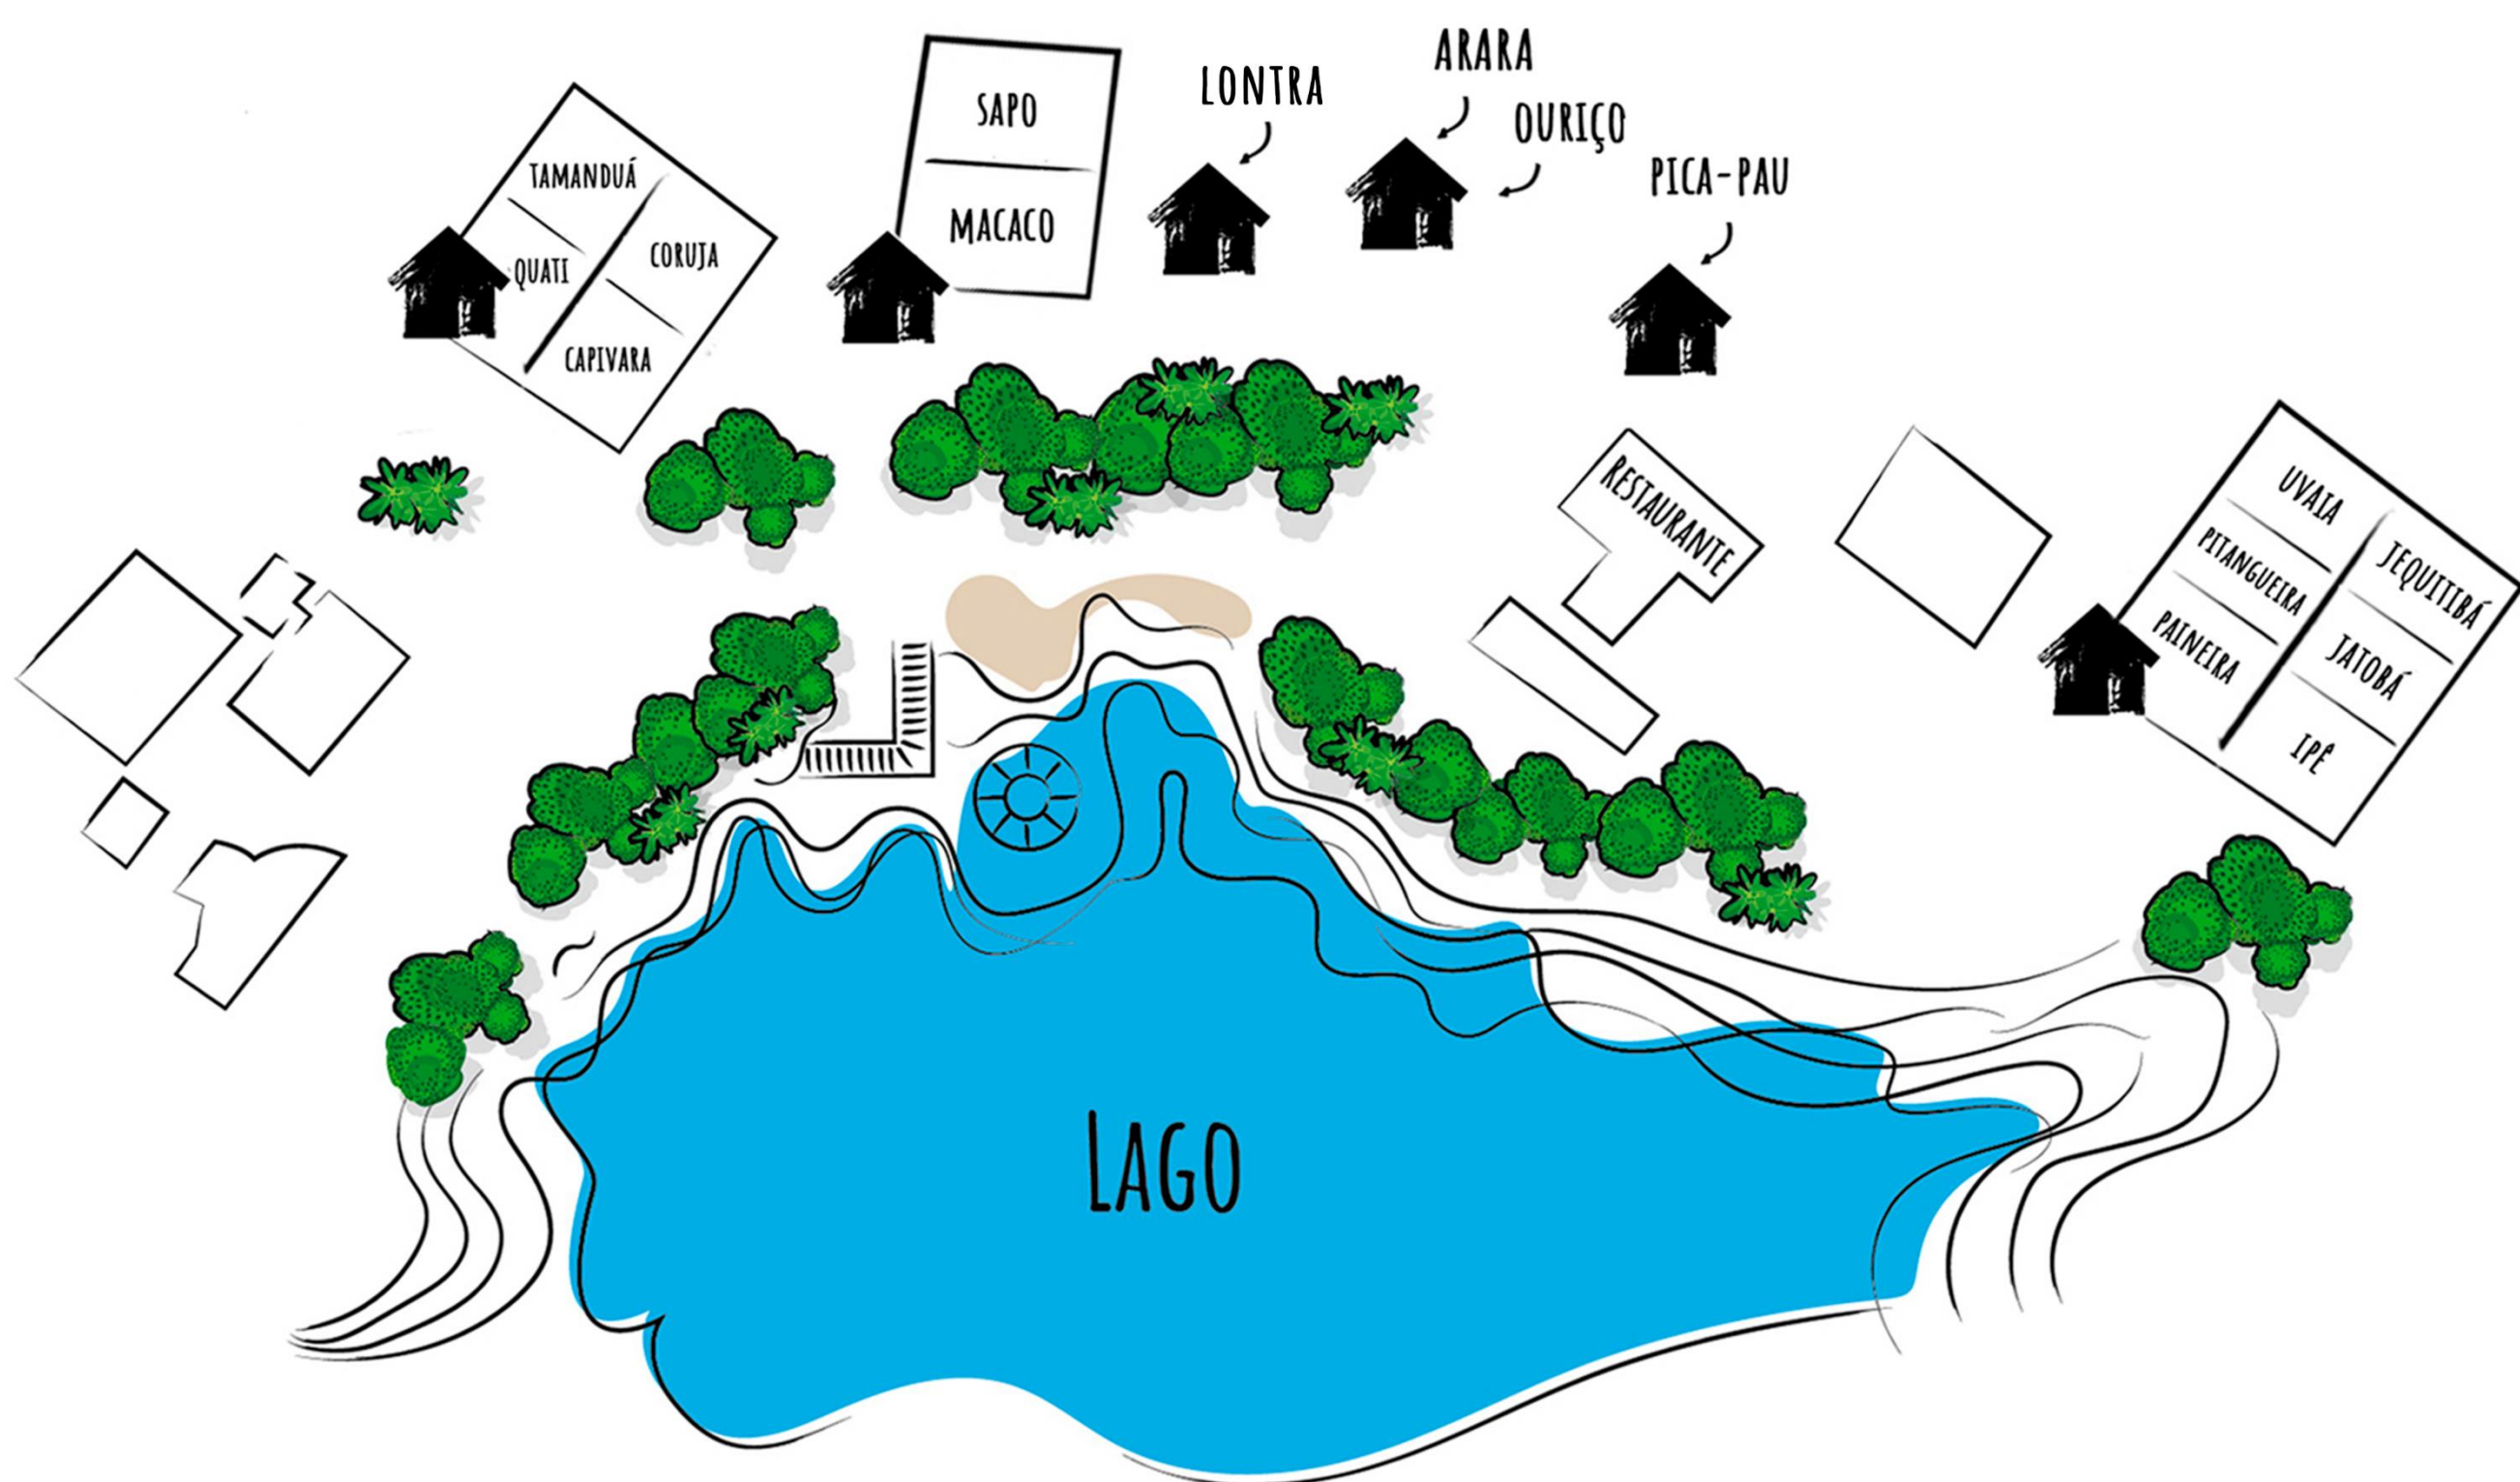 TAMANDUÁ
QUATI
CORUJA
CAPIVARA
SAPO
MACACO
LONTRA
ARARA
OURIÇO
PICA-PAU
RESTAURANTE
UVAIA
PITANGUEIRA
PAINEIRA
JEQUITIBÁ
JATOBÁ
IPÊ
LAGO